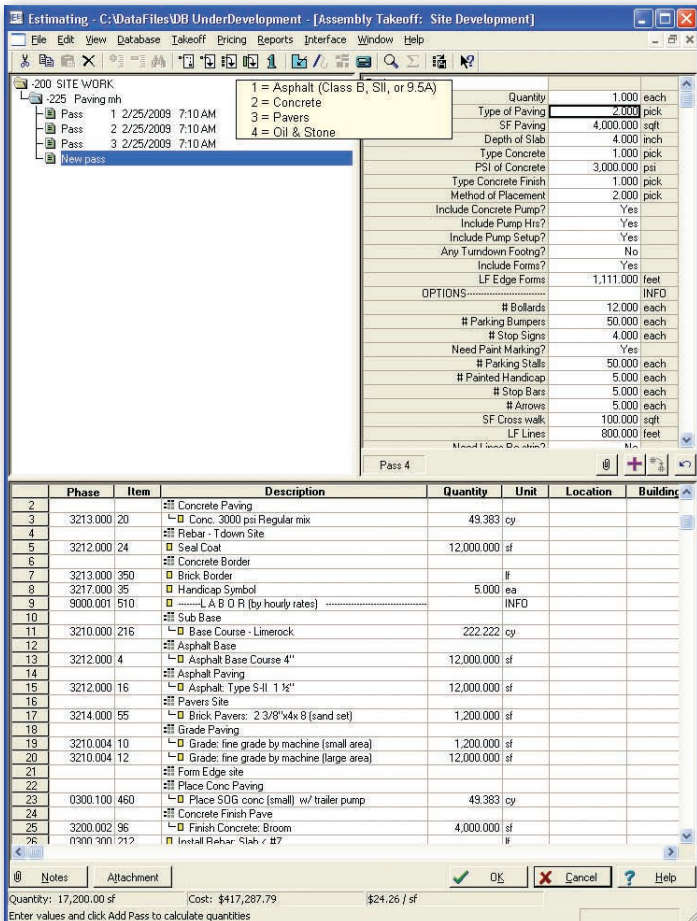 Estimating - C:\DataFiles\DB UnderDevelopment - [Assembly Takeoff: Site Development]
File Edit View Database Takeoff Pricing Reports Interface Window Help
-200 SITE WORK
-225 Paving mh
Pass 1 2/25/2009 7:10 AM
Pass 2 2/25/2009 7:10 AM
Pass 3 2/25/2009 7:10 AM
New pass
1 = Asphalt (Class B, SII, or 9.5A)
2 = Concrete
3 = Pavers
4 = Oil & Stone
Quantity 1.000 each
Type of Paving 2.000 pick
SF Paving 4,000.000 sqft
Depth of Slab 4.000 inch
Type Concrete 1.000 pick
PSI of Concrete 3,000.000 psi
Type Concrete Finish 1.000 pick
Method of Placement 2.000 pick
Include Concrete Pump? Yes
Include Pump Hrs? Yes
Include Pump Setup? Yes
Any Turndown Footng? No
Include Forms? Yes
LF Edge Forms 1,111.000 feet
OPTIONS--------------------------- INFO
# Bollards 12.000 each
# Parking Bumpers 50.000 each
# Stop Signs 4.000 each
Need Paint Marking? Yes
# Parking Stalls 50.000 each
# Painted Handicap 5.000 each
# Stop Bars 5.000 each
# Arrows 5.000 each
SF Cross walk 100.000 sqft
LF Lines 800.000 feet
Need Lines Re-strip? No
Pass 4
Phase Item Description Quantity Unit Location Building
2 Concrete Paving
3 3213.000 20 Conc. 3000 psi Regular mix 49.383 cy
4 Rebar - Tdown Site
5 3212.000 24 Seal Coat 12,000.000 sf
6 Concrete Border
7 3213.000 350 Brick Border lf
8 3217.000 35 Handicap Symbol 5.000 ea
9 9000.001 510 --------L A B O R (by hourly rates) ---------------------------------- INFO
10 Sub Base
11 3210.000 216 Base Course - Limerock 222.222 cy
12 Asphalt Base
13 3212.000 4 Asphalt Base Course 4" 12,000.000 sf
14 Asphalt Paving
15 3212.000 16 Asphalt: Type S-II 1 ½" 12,000.000 sf
16 Pavers Site
17 3214.000 55 Brick Pavers: 2 3/8"x4x 8 (sand set) 1,200.000 sf
18 Grade Paving
19 3210.004 10 Grade: fine grade by machine (small area) 1,200.000 sf
20 3210.004 12 Grade: fine grade by machine (large area) 12,000.000 sf
21 Form Edge site
22 Place Conc Paving
23 0300.100 460 Place SOG conc (small) w/ trailer pump 49.383 cy
24 Concrete Finish Pave
25 3200.002 96 Finish Concrete: Broom 4,000.000 sf
26 0300.300 212 Install Rebar: Slab < #7 lf
Notes Attachment OK Cancel Help
Quantity: 17,200.00 sf Cost: $417,287.79 $24.26 / sf
Enter values and click Add Pass to calculate quantities